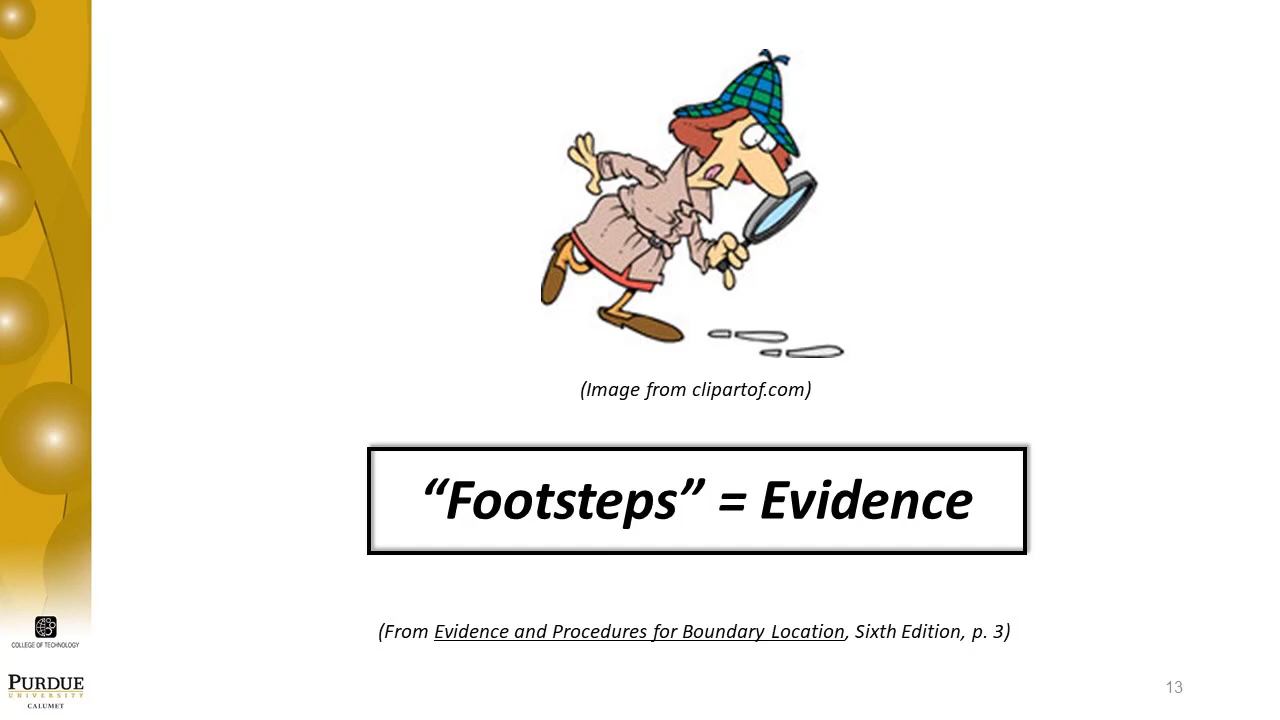 (Image from clipartof.com)
“Footsteps” = Evidence
(From Evidence and Procedures for Boundary Location, Sixth Edition, p. 3)
COLLEGE OF TECHNOLOGY
PURDUE
UNIVERSITY
CALUMET
13